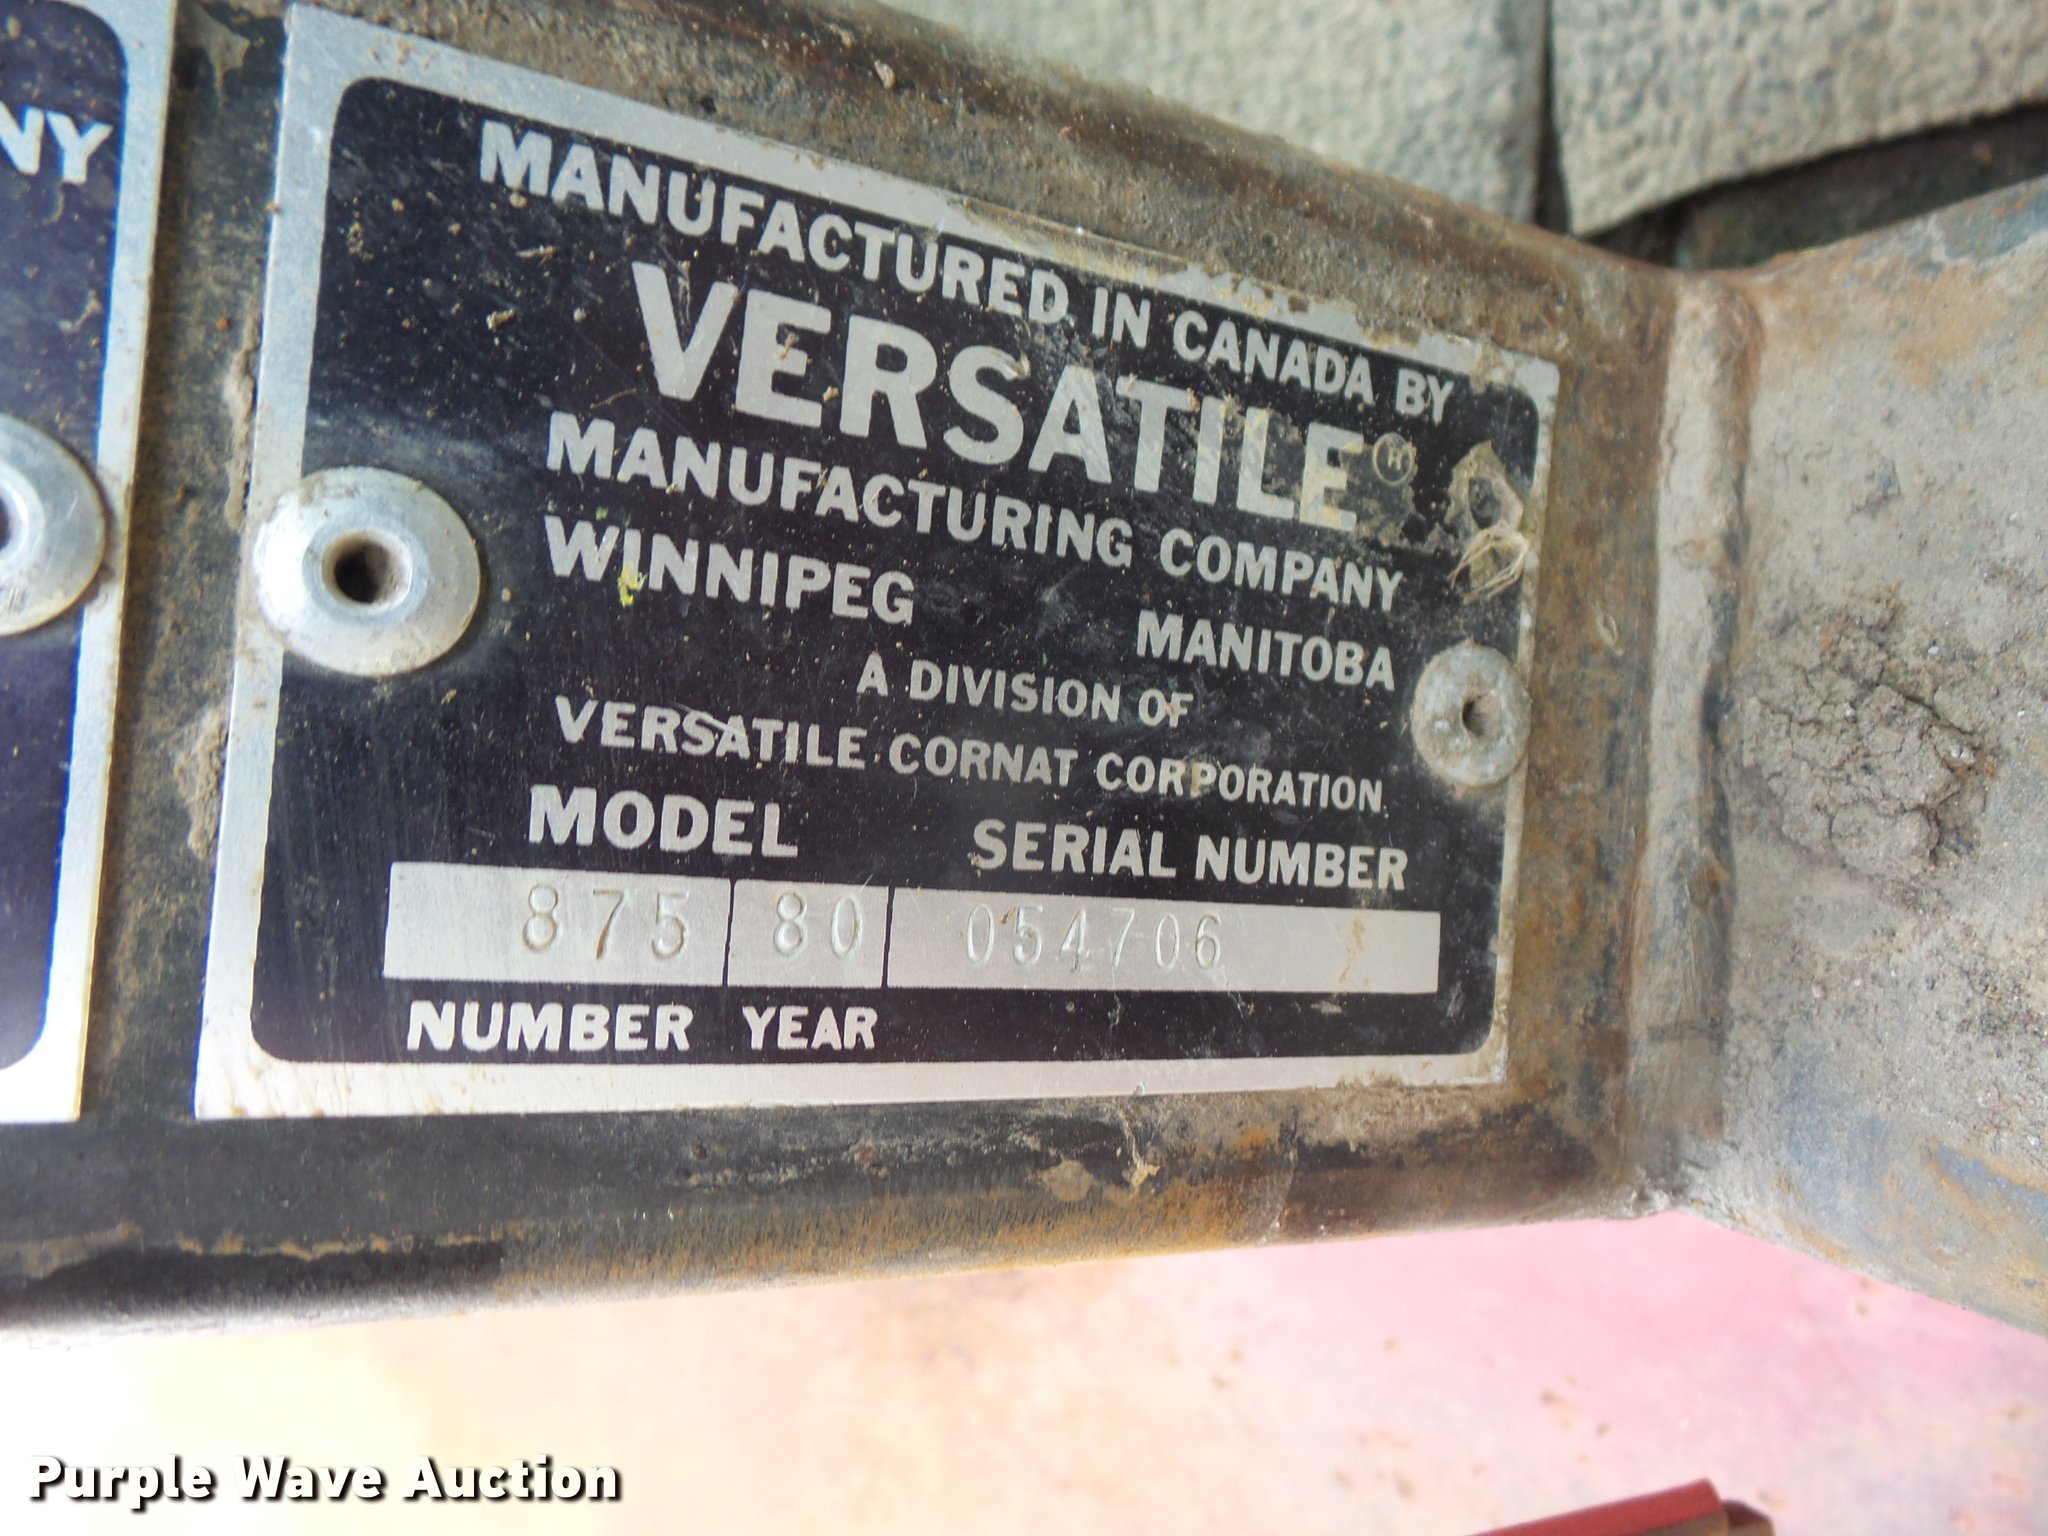 NY
MANUFACTURED IN CANADA BY
VERSATILE®
MANUFACTURING COMPANY
WINNIPEG MANITOBA
A DIVISION OF
VERSATILE CORNAT CORPORATION
MODEL SERIAL NUMBER
875 80 054706
NUMBER YEAR
Purple Wave Auction